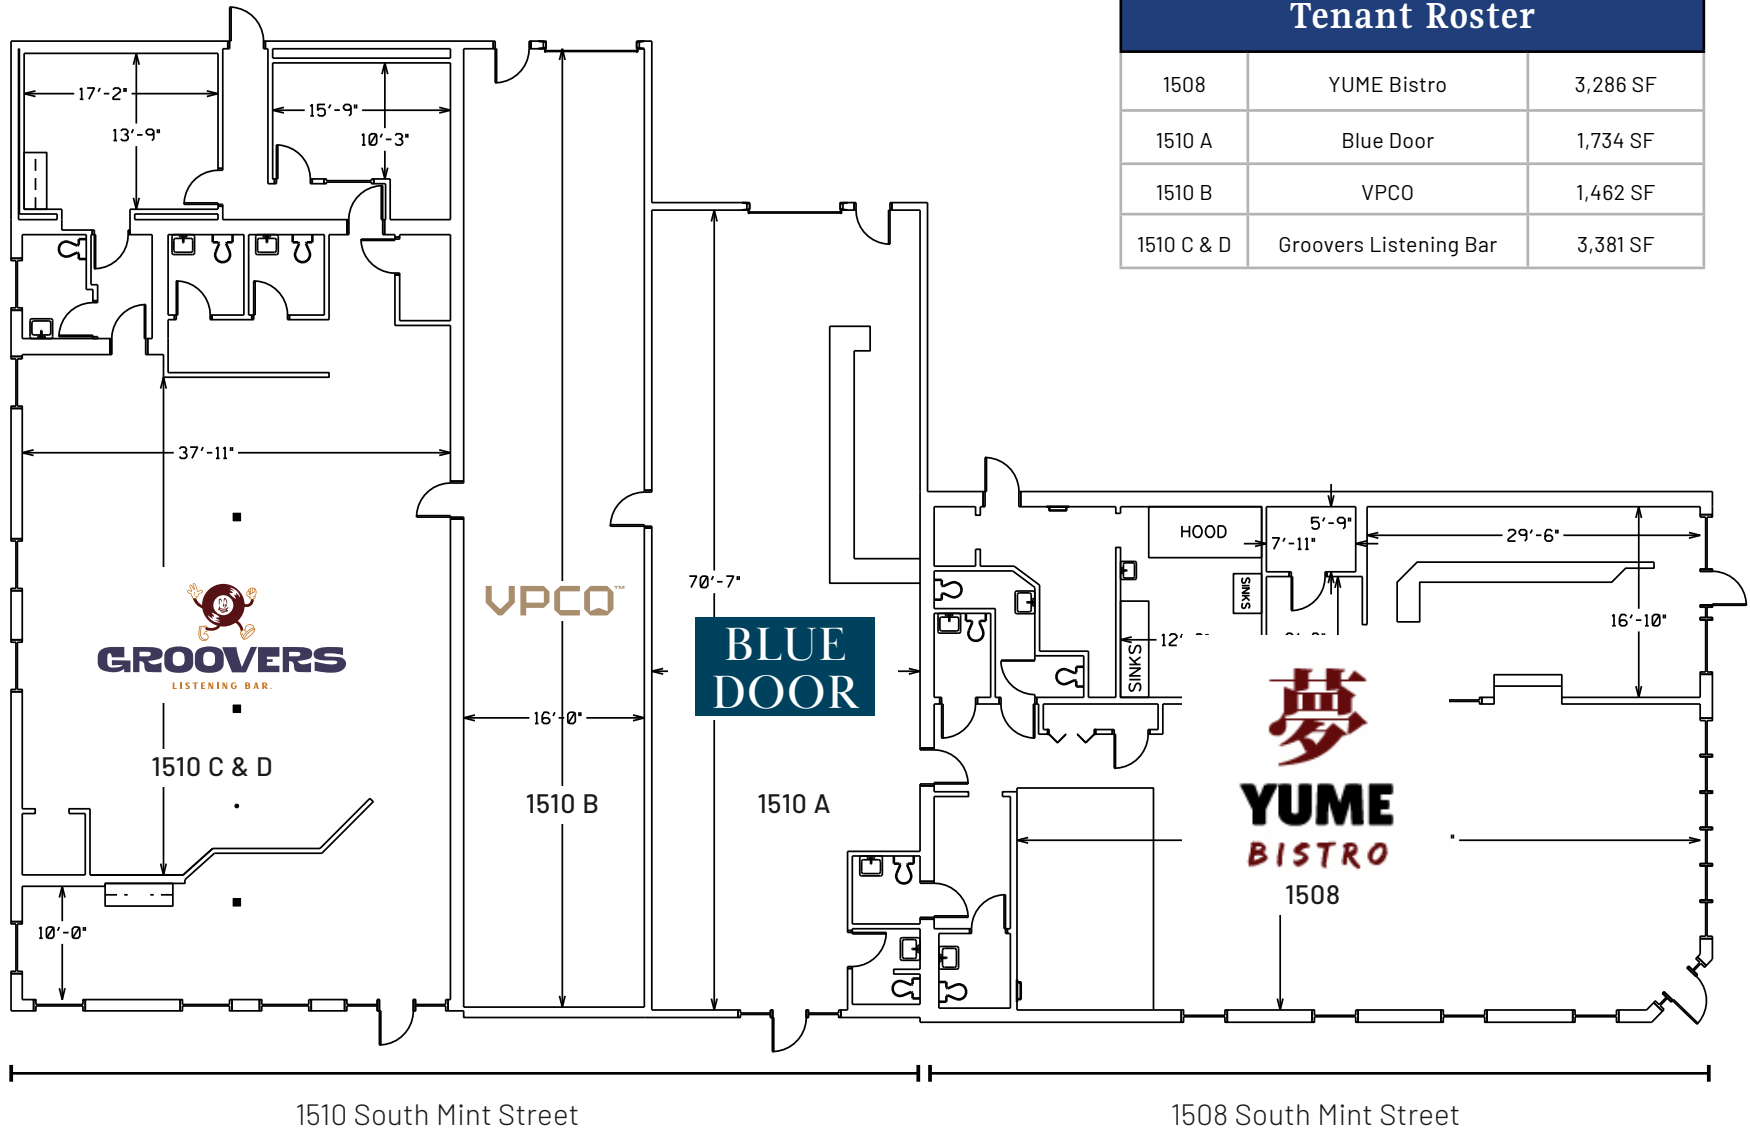 Tenant Roster
1508 YUME Bistro 3,286 SF
1510 A Blue Door 1,734 SF
1510 B VPCO 1,462 SF
1510 C & D Groovers Listening Bar 3,381 SF
17'-2"
13'-9"
15'-9"
10'-3"
37'-11"
GROOVERS
LISTENING BAR.
1510 C & D
10'-0"
VPCO™
16'-0"
1510 B
70'-7"
BLUE
DOOR
1510 A
HOOD
5'-9"
7'-11"
29'-6"
SINKS
16'-10"
SINKS
12'
夢
YUME
BISTRO
1508
1510 South Mint Street
1508 South Mint Street